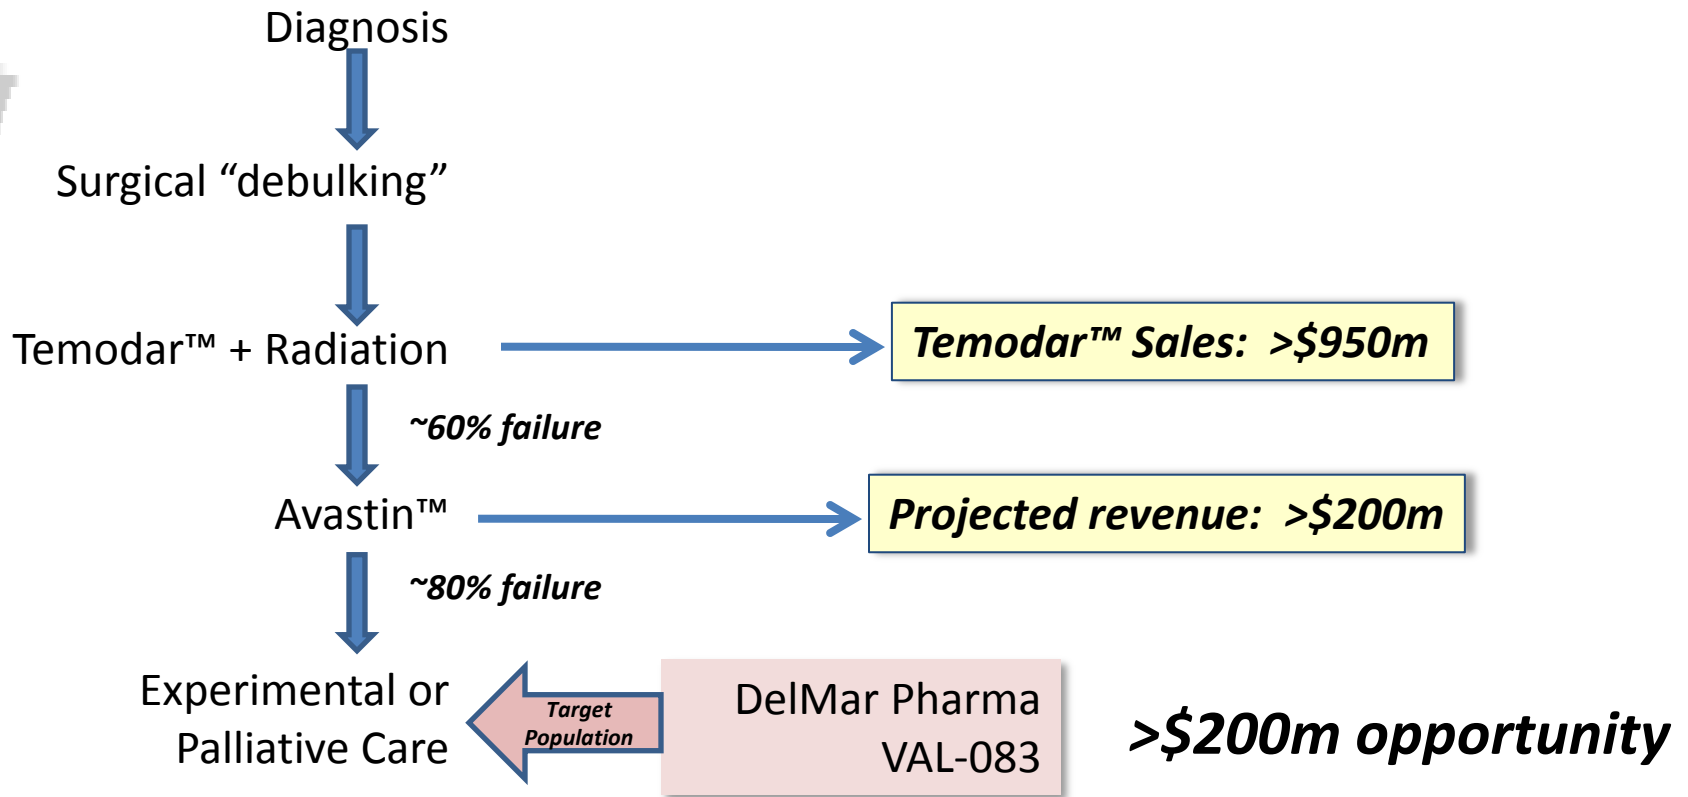 Diagnosis
Surgical “debulking”
Temodar™ + Radiation
Temodar™ Sales: >$950m
~60% failure
Avastin™
Projected revenue: >$200m
~80% failure
Experimental or
Palliative Care
Target
Population
DelMar Pharma
VAL-083
>$200m opportunity